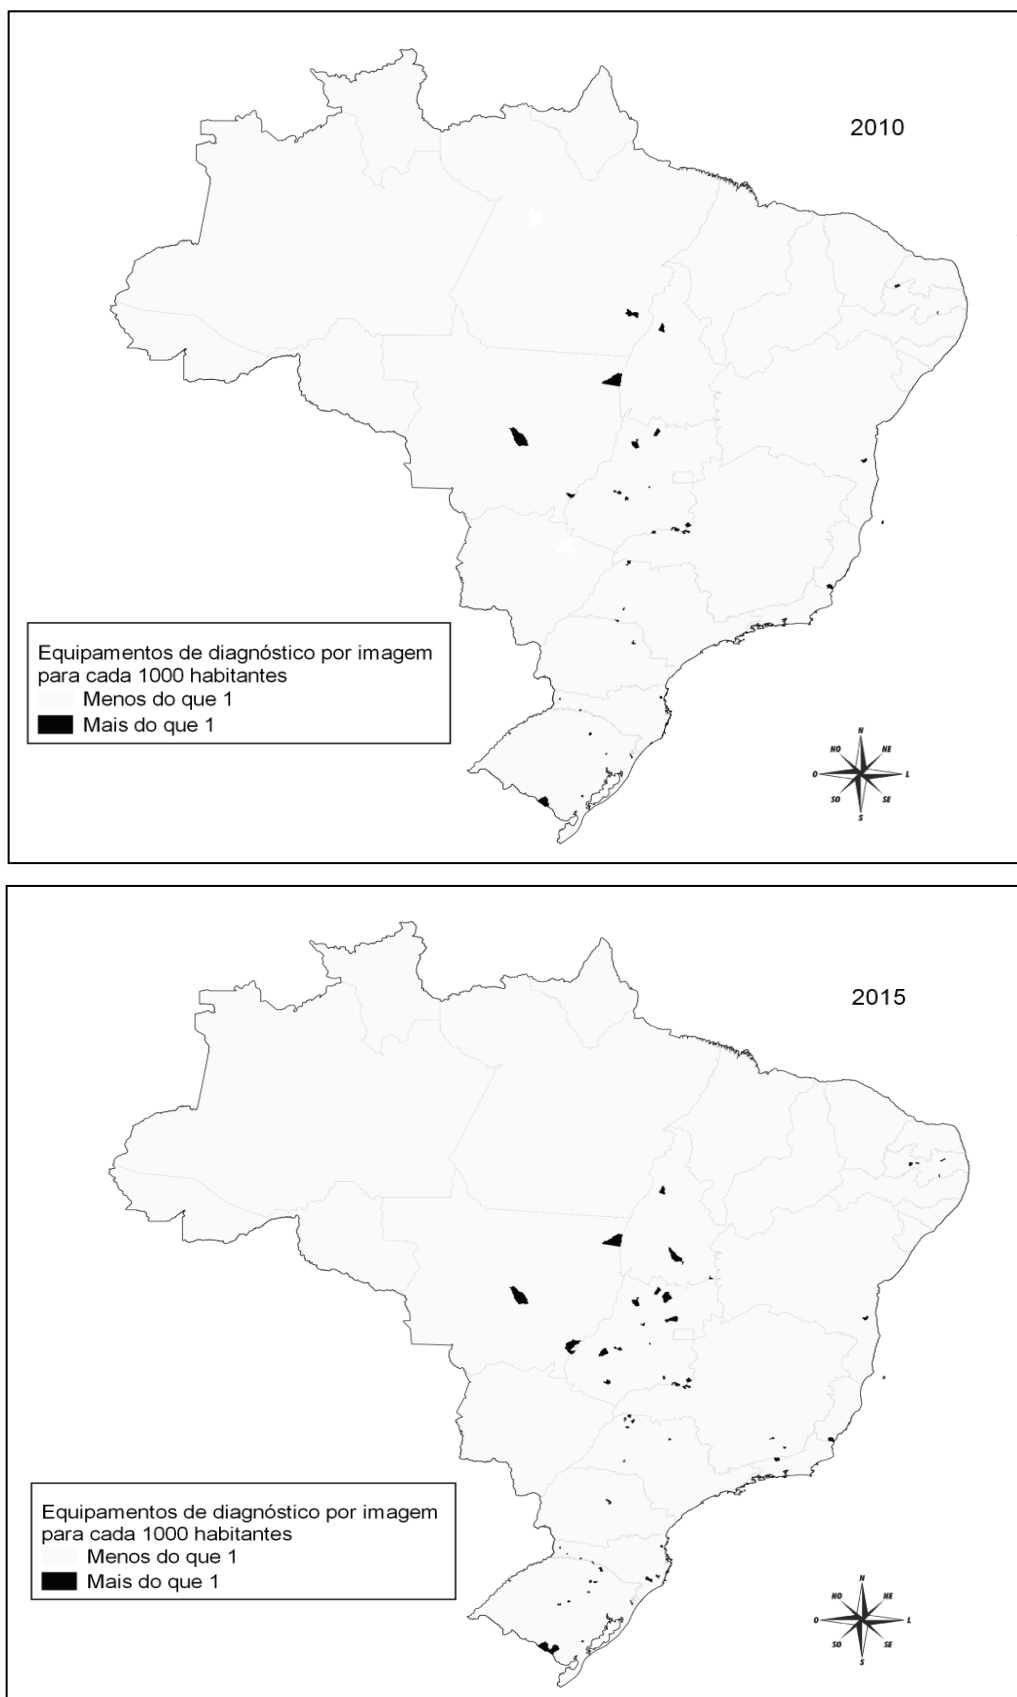 2010
Equipamentos de diagnóstico por imagem
para cada 1000 habitantes
Menos do que 1
Mais do que 1
N
NO
NE
O
L
SO
SE
S
2015
Equipamentos de diagnóstico por imagem
para cada 1000 habitantes
Menos do que 1
Mais do que 1
N
NO
NE
O
L
SO
SE
S